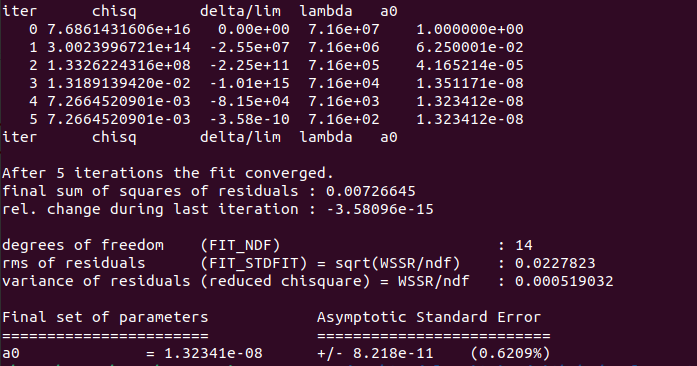 iter chisq delta/lim lambda a0
0 7.6861431606e+16 0.00e+00 7.16e+07 1.000000e+00
1 3.0023996721e+14 -2.55e+07 7.16e+06 6.250001e-02
2 1.3326224316e+08 -2.25e+11 7.16e+05 4.165214e-05
3 1.3189139420e-02 -1.01e+15 7.16e+04 1.351171e-08
4 7.2664520901e-03 -8.15e+04 7.16e+03 1.323412e-08
5 7.2664520901e-03 -3.58e-10 7.16e+02 1.323412e-08
iter chisq delta/lim lambda a0
After 5 iterations the fit converged.
final sum of squares of residuals : 0.00726645
rel. change during last iteration : -3.58096e-15
degrees of freedom (FIT_NDF) : 14
rms of residuals (FIT_STDFIT) = sqrt(WSSR/ndf) : 0.0227823
variance of residuals (reduced chisquare) = WSSR/ndf : 0.000519032
Final set of parameters Asymptotic Standard Error
======================= ==========================
a0 = 1.32341e-08 +/- 8.218e-11 (0.6209%)